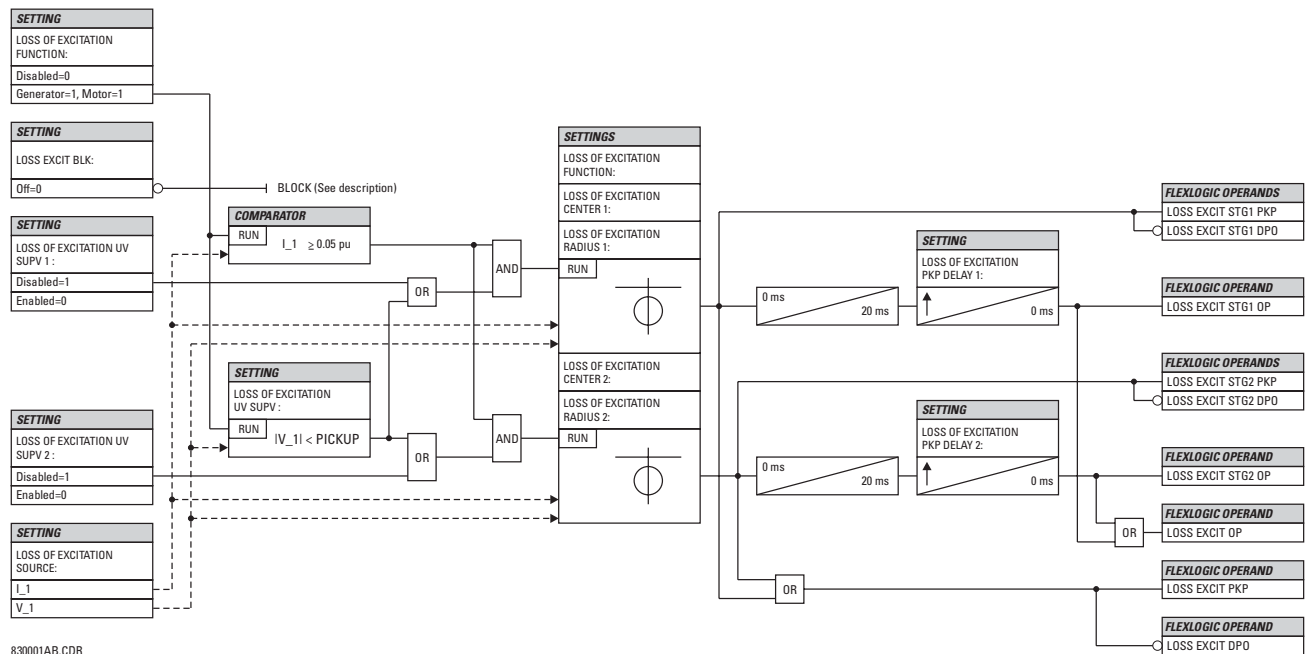 SETTING
LOSS OF EXCITATION
FUNCTION:
Disabled=0
Generator=1, Motor=1
SETTING
LOSS EXCIT BLK:
Off=0
BLOCK (See description)
SETTING
LOSS OF EXCITATION UV
SUPV 1 :
Disabled=1
Enabled=0
SETTING
LOSS OF EXCITATION UV
SUPV 2 :
Disabled=1
Enabled=0
SETTING
LOSS OF EXCITATION
SOURCE:
I_1
V_1
COMPARATOR
RUN
I_1 ≥ 0.05 pu
SETTING
LOSS OF EXCITATION
UV SUPV :
RUN
|V_1| < PICKUP
OR
OR
AND
AND
SETTINGS
LOSS OF EXCITATION
FUNCTION:
LOSS OF EXCITATION
CENTER 1:
LOSS OF EXCITATION
RADIUS 1:
RUN
LOSS OF EXCITATION
CENTER 2:
LOSS OF EXCITATION
RADIUS 2:
RUN
0 ms
20 ms
SETTING
LOSS OF EXCITATION
PKP DELAY 1:
0 ms
0 ms
20 ms
SETTING
LOSS OF EXCITATION
PKP DELAY 2:
0 ms
OR
OR
FLEXLOGIC OPERANDS
LOSS EXCIT STG1 PKP
LOSS EXCIT STG1 DPO
FLEXLOGIC OPERAND
LOSS EXCIT STG1 OP
FLEXLOGIC OPERANDS
LOSS EXCIT STG2 PKP
LOSS EXCIT STG2 DPO
FLEXLOGIC OPERAND
LOSS EXCIT STG2 OP
FLEXLOGIC OPERAND
LOSS EXCIT OP
FLEXLOGIC OPERAND
LOSS EXCIT PKP
FLEXLOGIC OPERAND
LOSS EXCIT DPO
830001AB.CDR